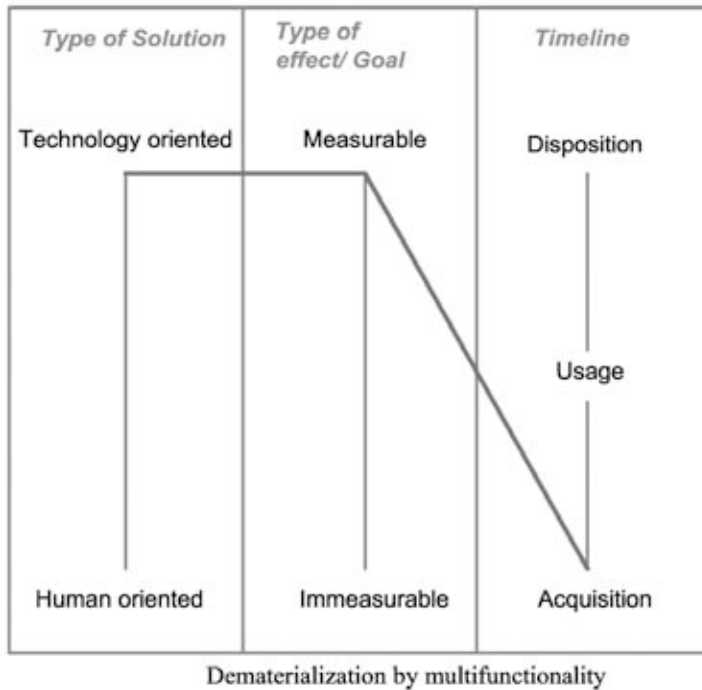 Type of Solution
Type of
effect/ Goal
Timeline
Technology oriented
Measurable
Disposition
Usage
Human oriented
Immeasurable
Acquisition
Dematerialization by multifunctionality